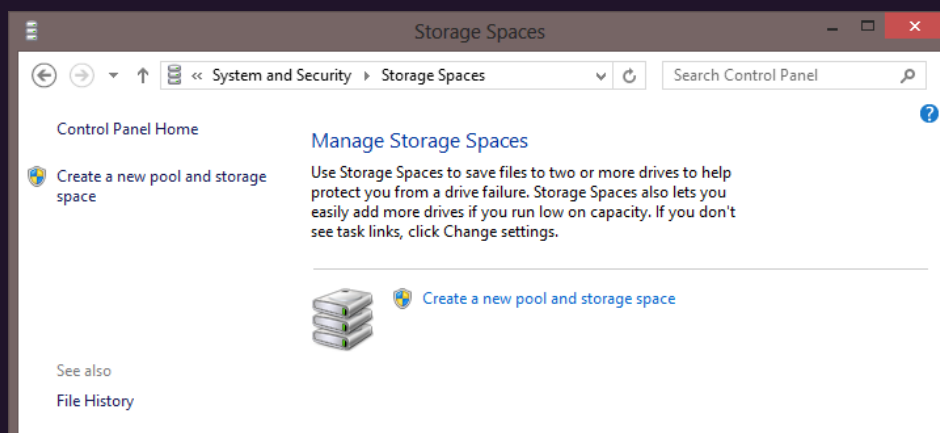 Storage Spaces
« System and Security Storage Spaces
Search Control Panel
Control Panel Home
Create a new pool and storage
space
Manage Storage Spaces
Use Storage Spaces to save files to two or more drives to help
protect you from a drive failure. Storage Spaces also lets you
easily add more drives if you run low on capacity. If you don't
see task links, click Change settings.
Create a new pool and storage space
See also
File History